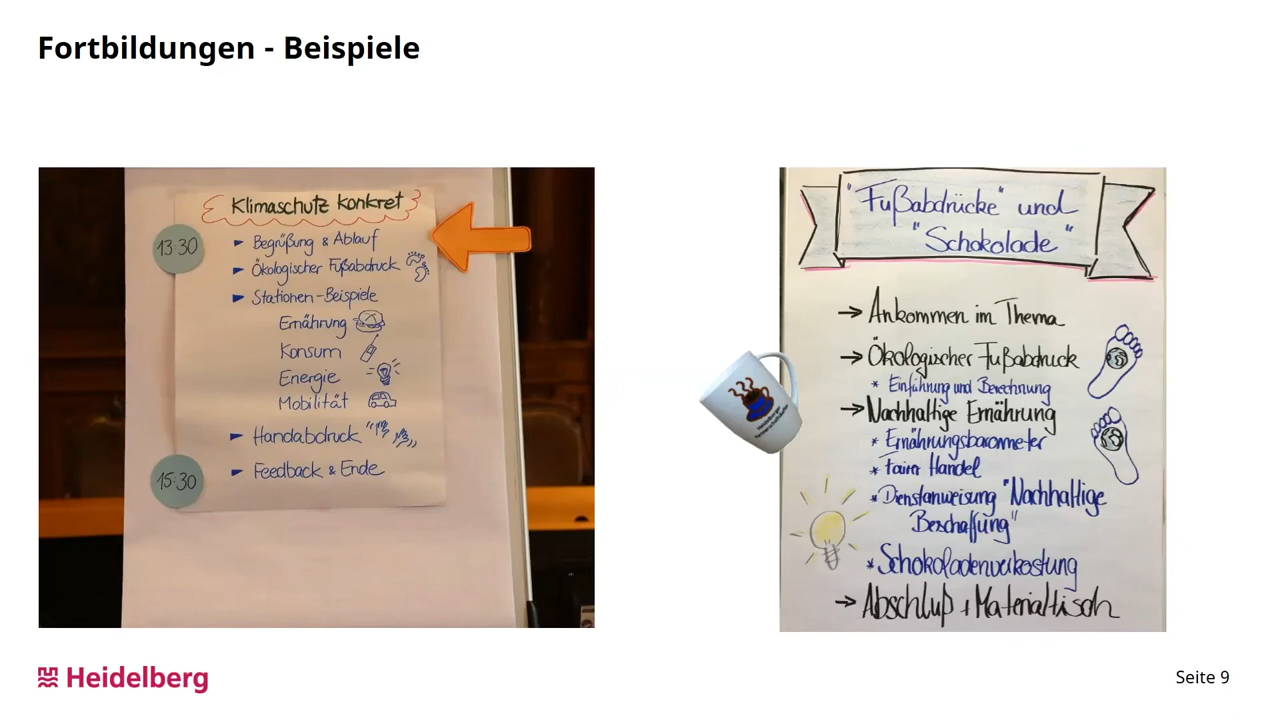 Fortbildungen - Beispiele
Klimaschutz konkret
13:30
Begrüßung & Ablauf
Ökologischer Fußabdruck
Stationen-Beispiele
Ernährung
Konsum
Energie
Mobilität
Handabdruck
15:30
Feedback & Ende
"Fußabdrücke" und
"Schokolade"
→ Ankommen im Thema
→ Ökologischer Fußabdruck
* Einführung und Berechnung
→ Nachhaltige Ernährung
* Ernährungsbarometer
* Fairer Handel
* Dienstanweisung "Nachhaltige
Beschaffung"
* Schokoladenverkostung
→ Abschluß + Materialtisch
Heidelberg
Seite 9